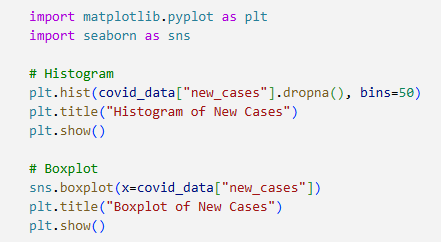 import matplotlib.pyplot as plt
import seaborn as sns
# Histogram
plt.hist(covid_data["new_cases"].dropna(), bins=50)
plt.title("Histogram of New Cases")
plt.show()
# Boxplot
sns.boxplot(x=covid_data["new_cases"])
plt.title("Boxplot of New Cases")
plt.show()